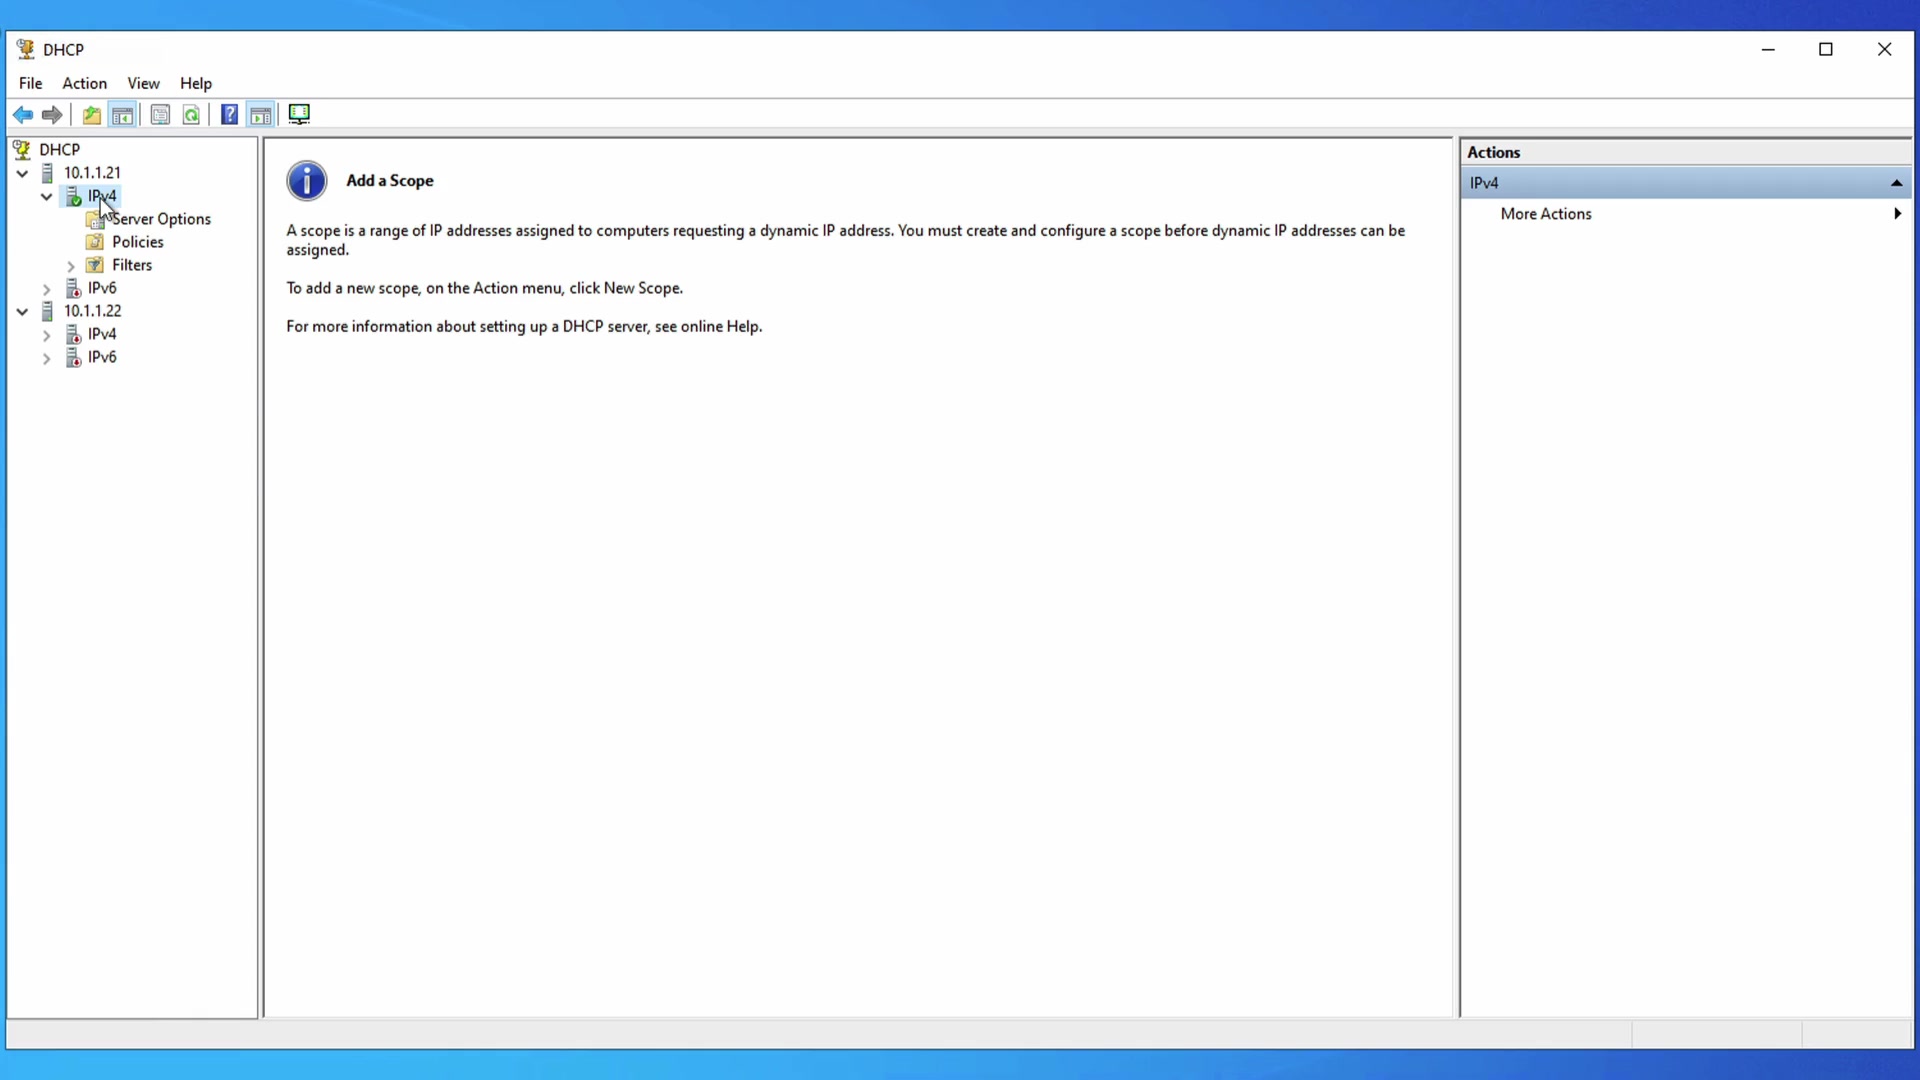 DHCP
File Action View Help
DHCP
10.1.1.21
IPv4
Server Options
Policies
Filters
IPv6
10.1.1.22
IPv4
IPv6
Add a Scope
A scope is a range of IP addresses assigned to computers requesting a dynamic IP address. You must create and configure a scope before dynamic IP addresses can be
assigned.
To add a new scope, on the Action menu, click New Scope.
For more information about setting up a DHCP server, see online Help.
Actions
IPv4
More Actions